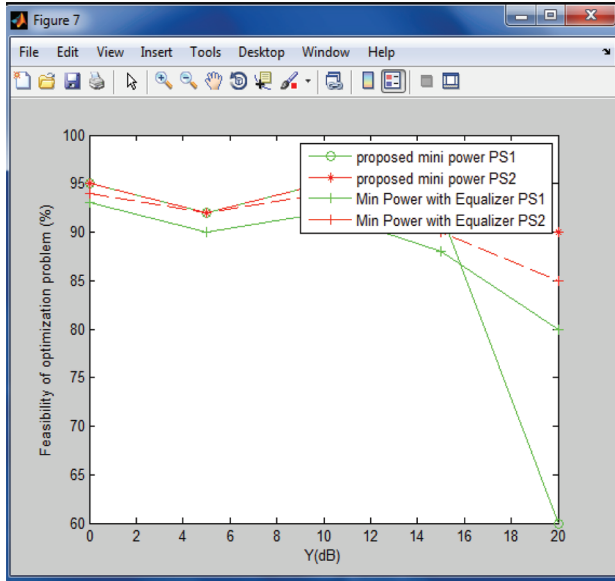 Figure 7
File Edit View Insert Tools Desktop Window Help
100
95
90
85
80
75
70
65
60
0 2 4 6 8 10 12 14 16 18 20
Feasibility of optimization problem (%)
Y(dB)
proposed mini power PS1
proposed mini power PS2
Min Power with Equalizer PS1
Min Power with Equalizer PS2